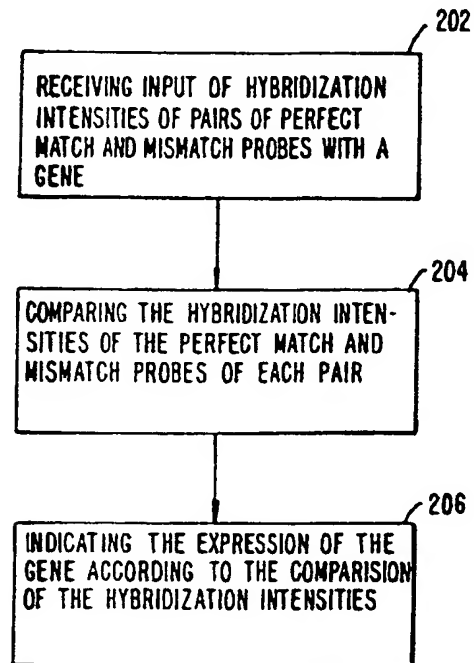 202
RECEIVING INPUT OF HYBRIDIZATION
INTENSITIES OF PAIRS OF PERFECT
MATCH AND MISMATCH PROBES WITH A
GENE
204
COMPARING THE HYBRIDIZATION INTEN-
SITIES OF THE PERFECT MATCH AND
MISMATCH PROBES OF EACH PAIR
206
INDICATING THE EXPRESSION OF THE
GENE ACCORDING TO THE COMPARISION
OF THE HYBRIDIZATION INTENSITIES